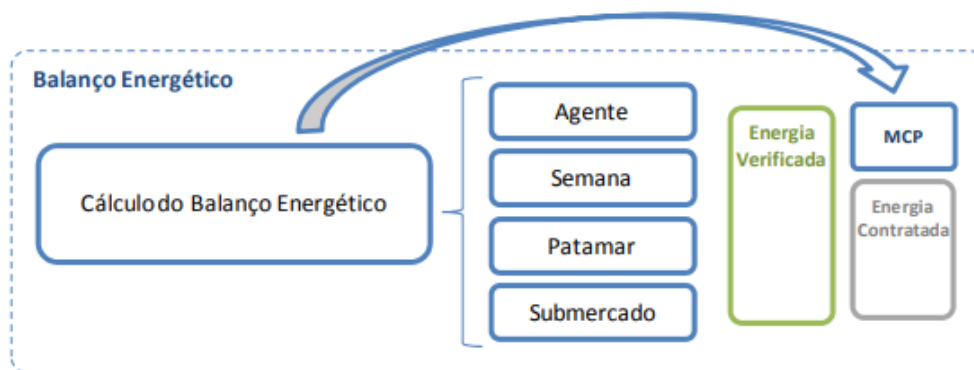 Balanço Energético
Cálculo do Balanço Energético
Agente
Semana
Patamar
Submercado
Energia
Verificada
MCP
Energia
Contratada